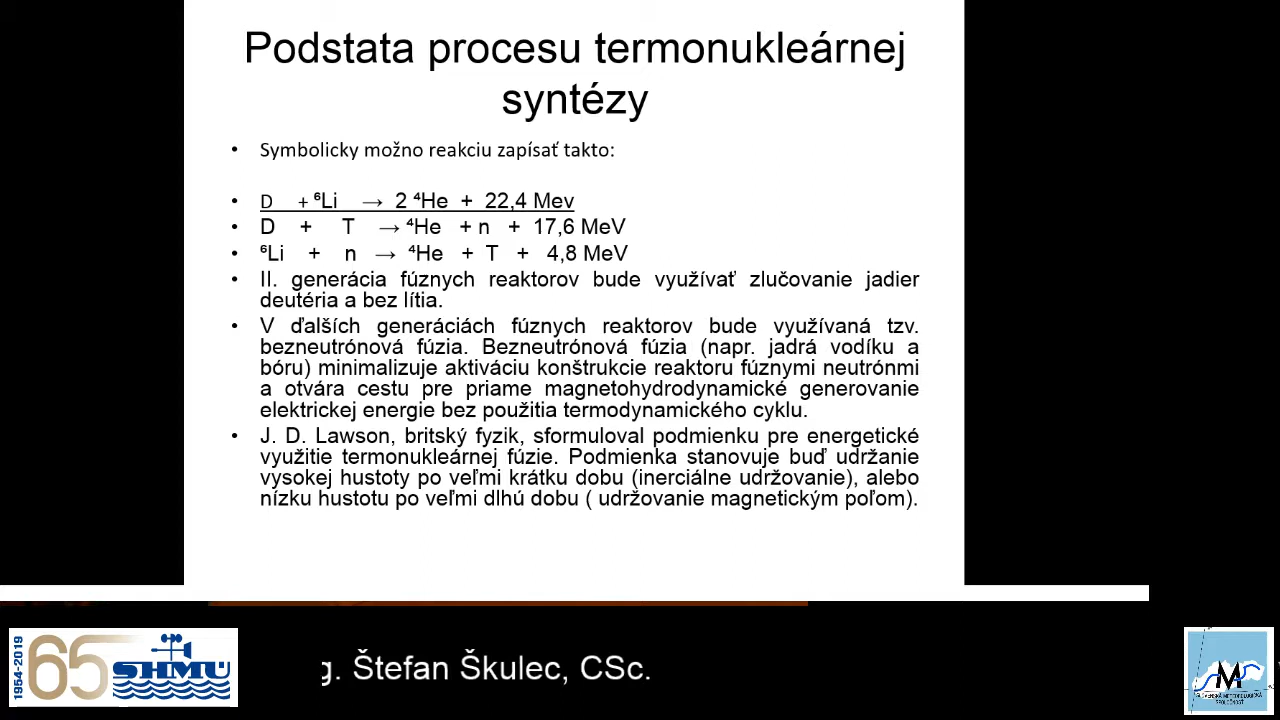 Podstata procesu termonukleárnej
syntézy
• Symbolicky možno reakciu zapísať takto:
• D + ⁶Li → 2 ⁴He + 22,4 Mev
• D + T → ⁴He + n + 17,6 MeV
• ⁶Li + n → ⁴He + T + 4,8 MeV
• II. generácia fúznych reaktorov bude využívať zlučovanie jadier
deutéria a bez lítia.
• V ďalších generáciách fúznych reaktorov bude využívaná tzv.
bezneutrónová fúzia. Bezneutrónová fúzia (napr. jadrá vodíku a
bóru) minimalizuje aktiváciu konštrukcie reaktoru fúznymi neutrónmi
a otvára cestu pre priame magnetohydrodynamické generovanie
elektrickej energie bez použitia termodynamického cyklu.
• J. D. Lawson, britský fyzik, sformuloval podmienku pre energetické
využitie termonukleárnej fúzie. Podmienka stanovuje buď udržanie
vysokej hustoty po veľmi krátku dobu (inerciálne udržovanie), alebo
nízku hustotu po veľmi dlhú dobu ( udržovanie magnetickým poľom).
1954-2019
65
SHMU
g. Štefan Škulec, CSc.
M
SLOVENSKÁ METEOROLOGICKÁ
SPOLOČNOSŤ